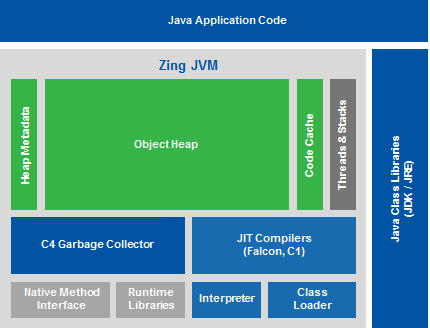 Java Application Code
Zing JVM
Heap Metadata
Object Heap
Code Cache
Threads & Stacks
Java Class Libraries
(JDK / JRE)
C4 Garbage Collector
JIT Compilers
(Falcon, C1)
Native Method
Interface
Runtime
Libraries
Interpreter
Class
Loader